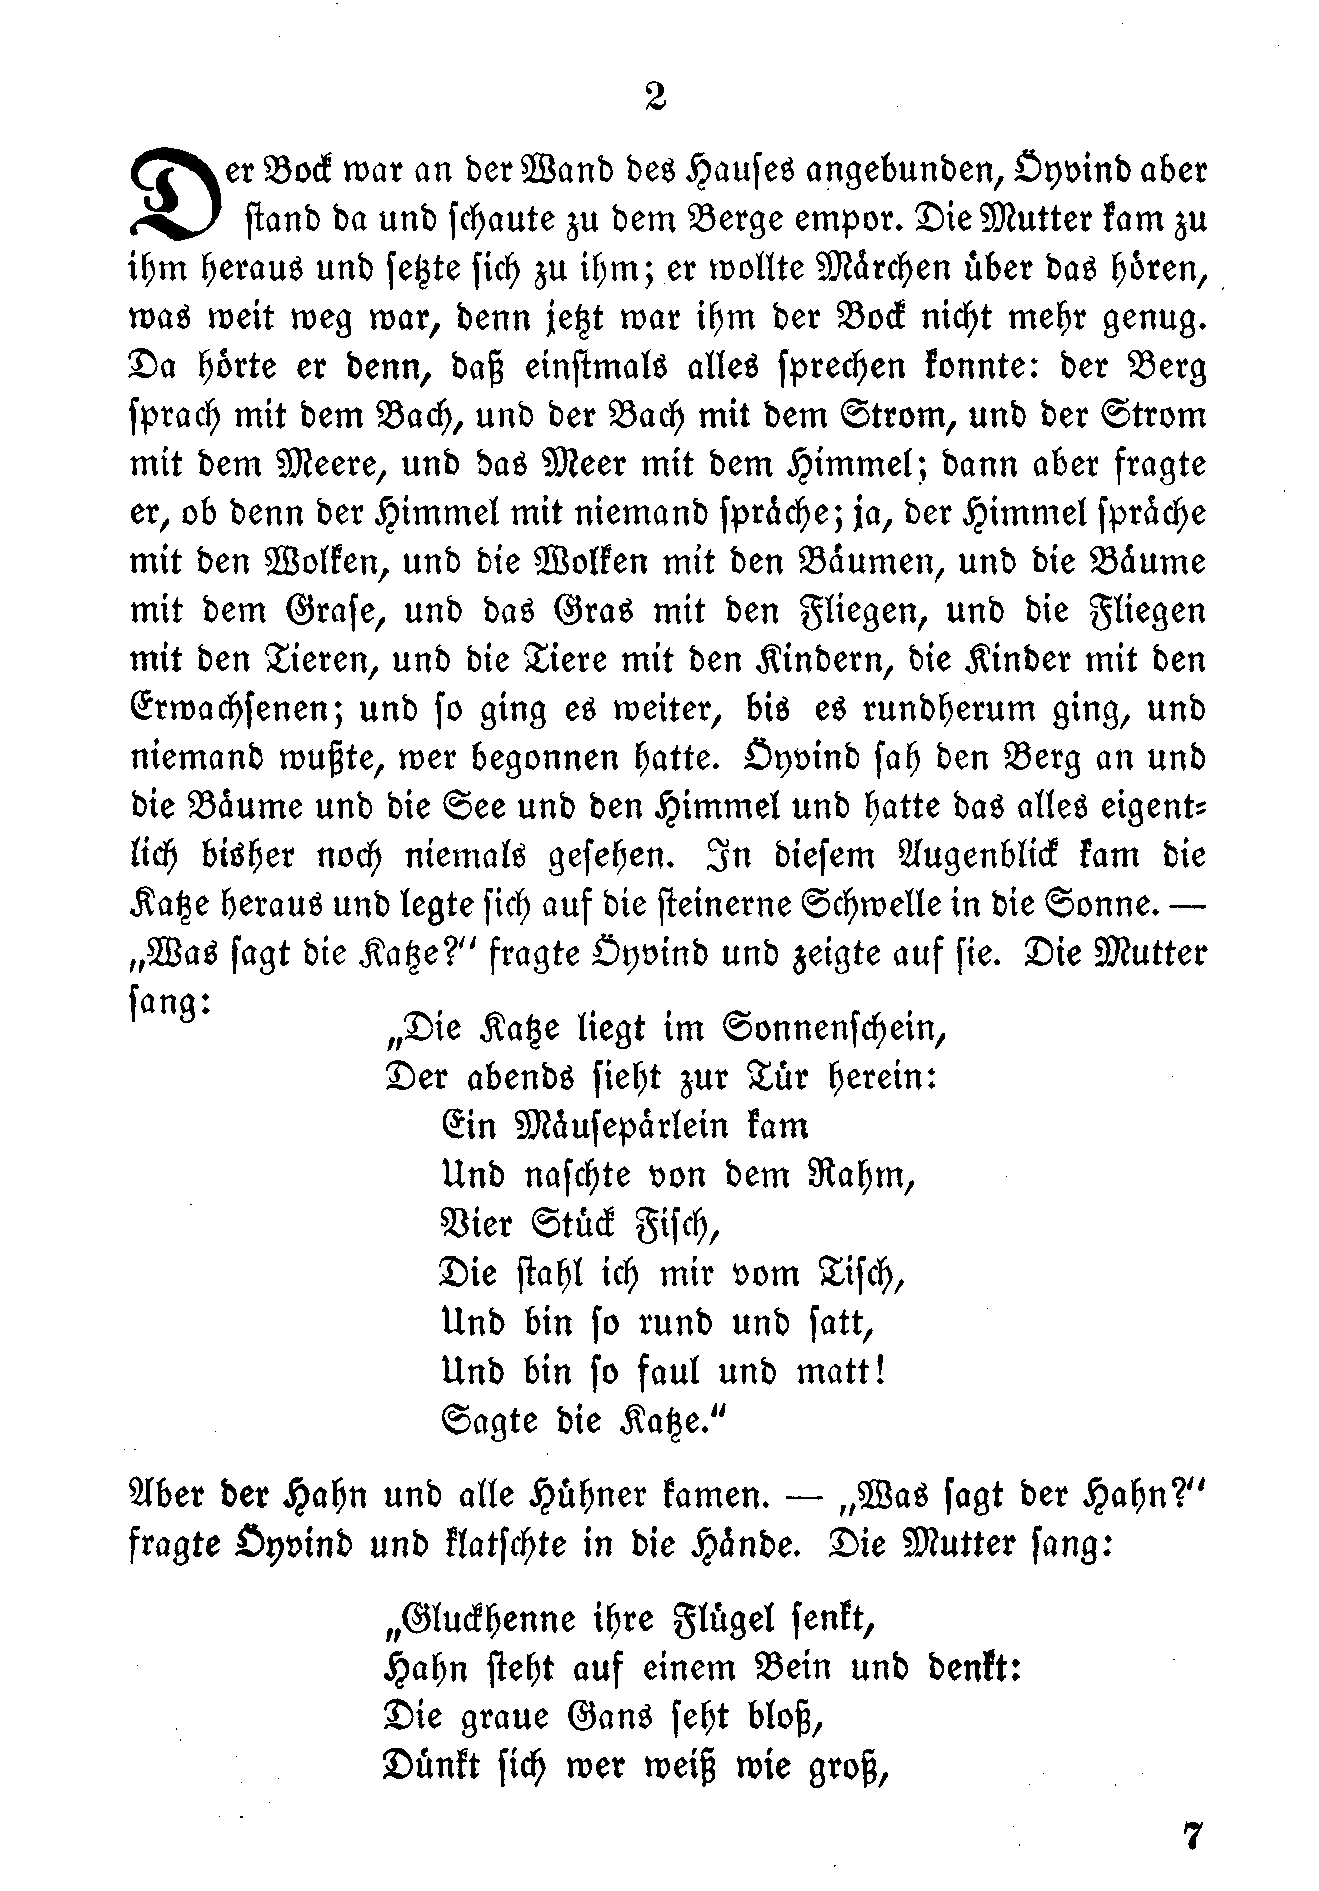 2
Der Bock war an der Wand des Hauses angebunden, Öyvind aber
stand da und schaute zu dem Berge empor. Die Mutter kam zu
ihm heraus und setzte sich zu ihm; er wollte Märchen über das hören,
was weit weg war, denn jetzt war ihm der Bock nicht mehr genug.
Da hörte er denn, daß einstmals alles sprechen konnte: der Berg
sprach mit dem Bach, und der Bach mit dem Strom, und der Strom
mit dem Meere, und das Meer mit dem Himmel; dann aber fragte
er, ob denn der Himmel mit niemand spräche; ja, der Himmel spräche
mit den Wolken, und die Wolken mit den Bäumen, und die Bäume
mit dem Grase, und das Gras mit den Fliegen, und die Fliegen
mit den Tieren, und die Tiere mit den Kindern, die Kinder mit den
Erwachsenen; und so ging es weiter, bis es rundherum ging, und
niemand wußte, wer begonnen hatte. Öyvind sah den Berg an und
die Bäume und die See und den Himmel und hatte das alles eigent-
lich bisher noch niemals gesehen. In diesem Augenblick kam die
Katze heraus und legte sich auf die steinerne Schwelle in die Sonne. —
„Was sagt die Katze?“ fragte Öyvind und zeigte auf sie. Die Mutter
sang:
„Die Katze liegt im Sonnenschein,
Der abends sieht zur Tür herein:
Ein Mäusepärlein kam
Und naschte von dem Rahm,
Vier Stück Fisch,
Die stahl ich mir vom Tisch,
Und bin so rund und satt,
Und bin so faul und matt!
Sagte die Katze.“
Aber der Hahn und alle Hühner kamen. — „Was sagt der Hahn?“
fragte Öyvind und klatschte in die Hände. Die Mutter sang:
„Gluckhenne ihre Flügel senkt,
Hahn steht auf einem Bein und denkt:
Die graue Gans seht bloß,
Dünkt sich wer weiß wie groß,
7